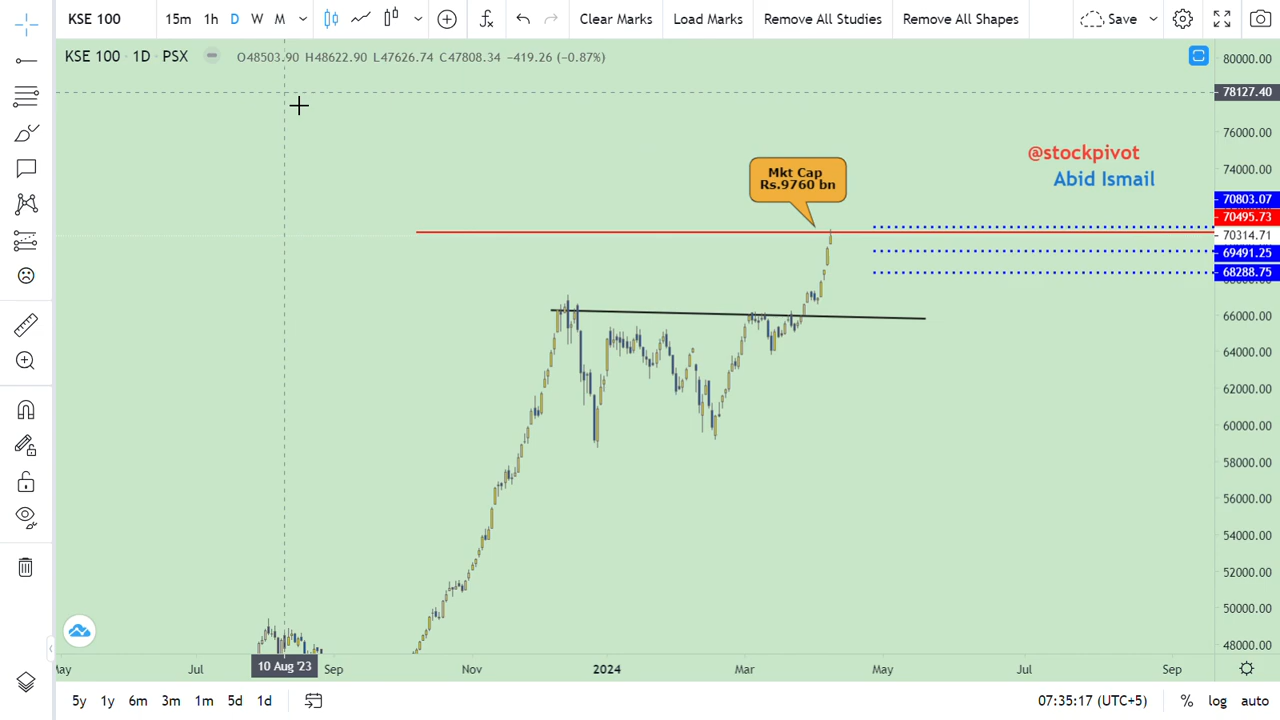 KSE 100 15m 1h D W M Clear Marks Load Marks Remove All Studies Remove All Shapes Save
KSE 100 1D PSX O48503.90 H48622.90 L47626.74 C47808.34 −419.26 (−0.87%)
80000.00
78127.40
76000.00
@stockpivot
74000.00
Mkt Cap
Rs.9760 bn
Abid Ismail
70803.07
70495.73
70314.71
69491.25
68288.75
66000.00
64000.00
62000.00
60000.00
58000.00
56000.00
54000.00
52000.00
50000.00
48000.00
May Jul 10 Aug '23 Sep Nov 2024 Mar May Jul Sep
5y 1y 6m 3m 1m 5d 1d 07:35:17 (UTC+5) % log auto